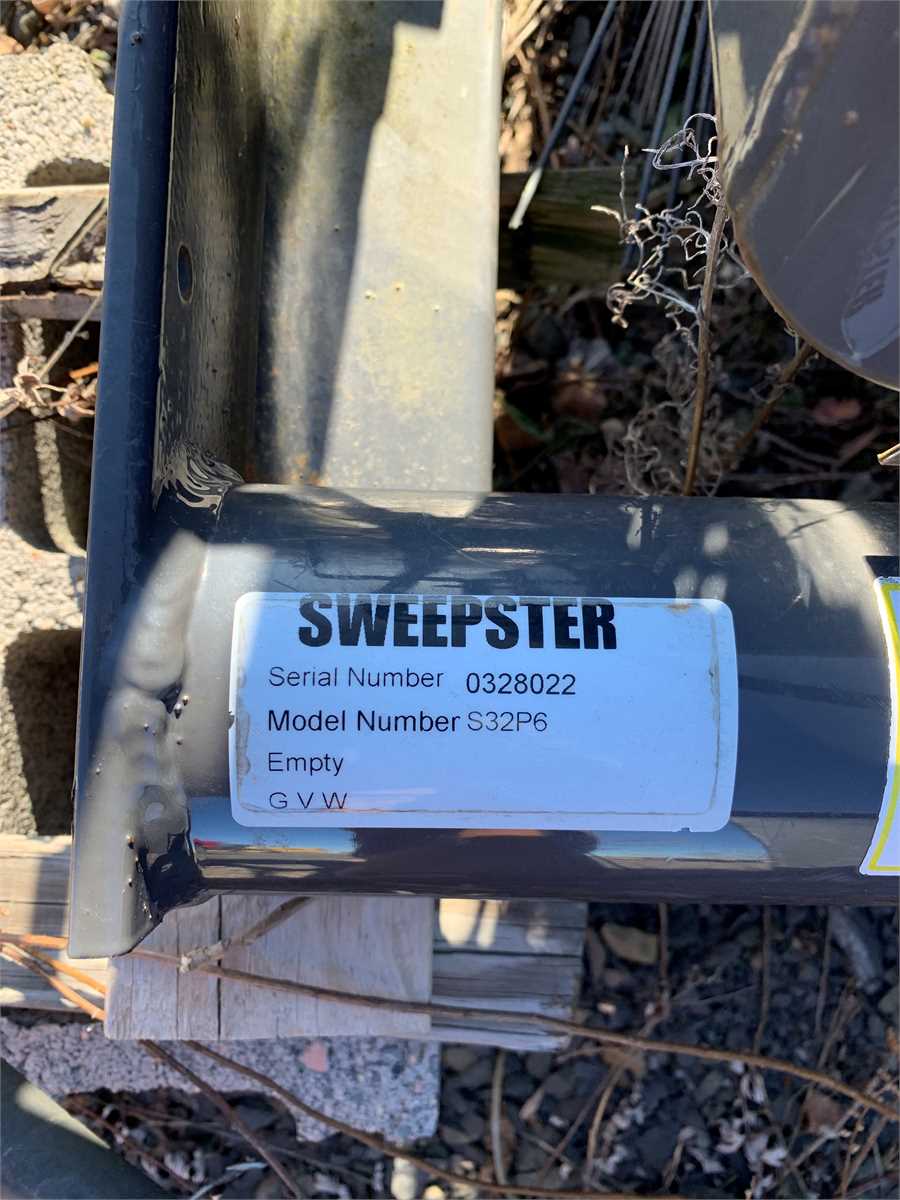 SWEEPSTER
Serial Number 0328022
Model Number S32P6
Empty
G V W